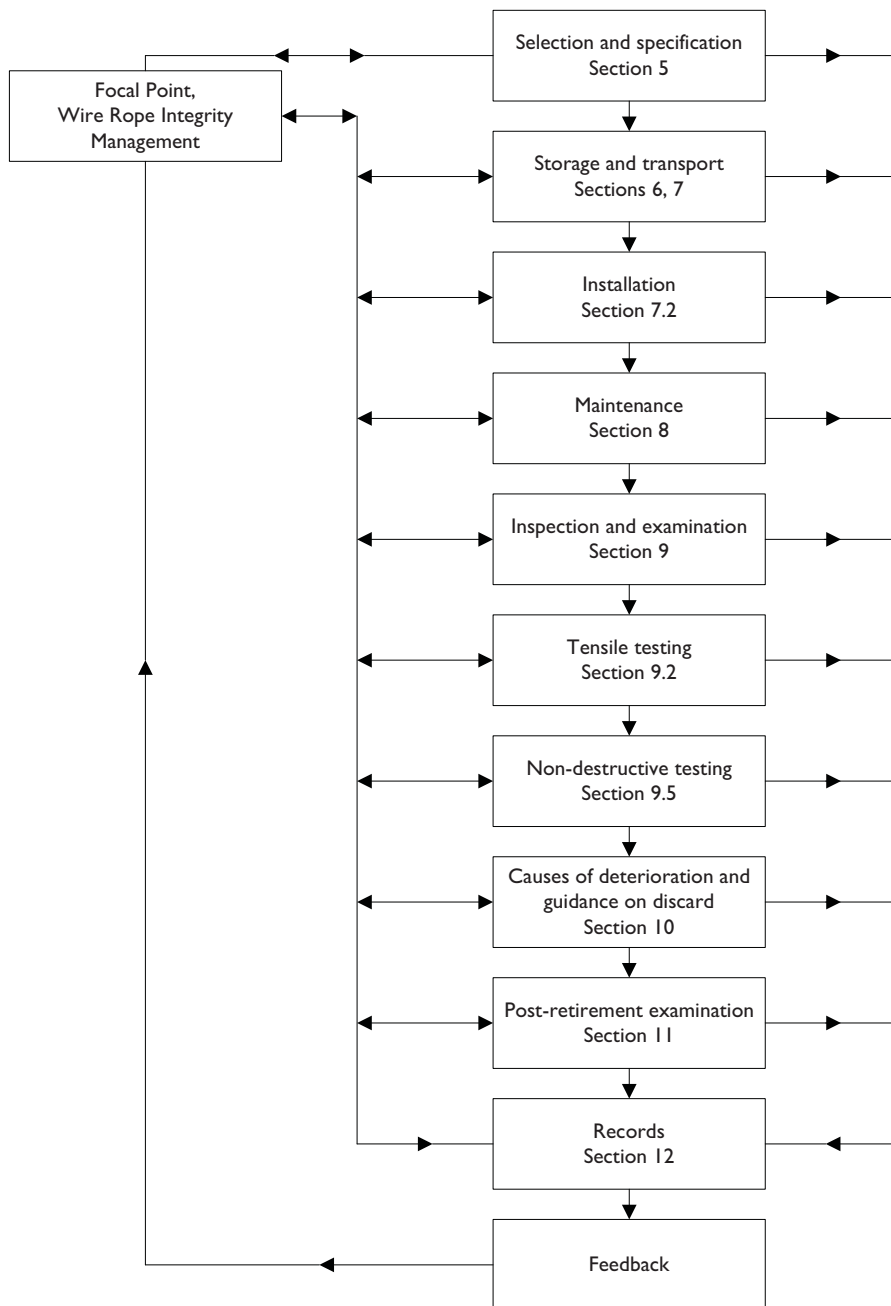 Selection and specification
Section 5
Focal Point,
Wire Rope Integrity
Management
Storage and transport
Sections 6, 7
Installation
Section 7.2
Maintenance
Section 8
Inspection and examination
Section 9
Tensile testing
Section 9.2
Non-destructive testing
Section 9.5
Causes of deterioration and
guidance on discard
Section 10
Post-retirement examination
Section 11
Records
Section 12
Feedback